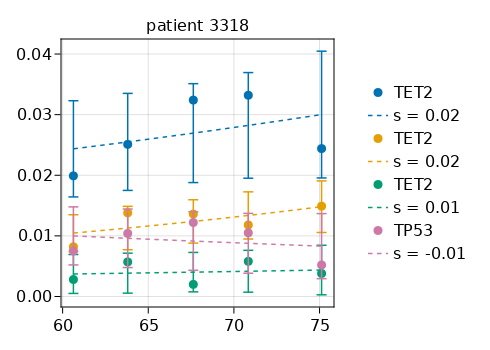 patient 3318
0.04
0.03
0.02
0.01
0.00
60
65
70
75
TET2
s = 0.02
TET2
s = 0.02
TET2
s = 0.01
TP53
s = -0.01